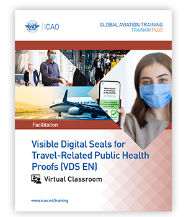 ICAO
GLOBAL AVIATION TRAINING
TRAINAIR PLUS
Facilitation
Visible Digital Seals for
Travel-Related Public Health
Proofs (VDS EN)
Virtual Classroom
www.icao.int/training